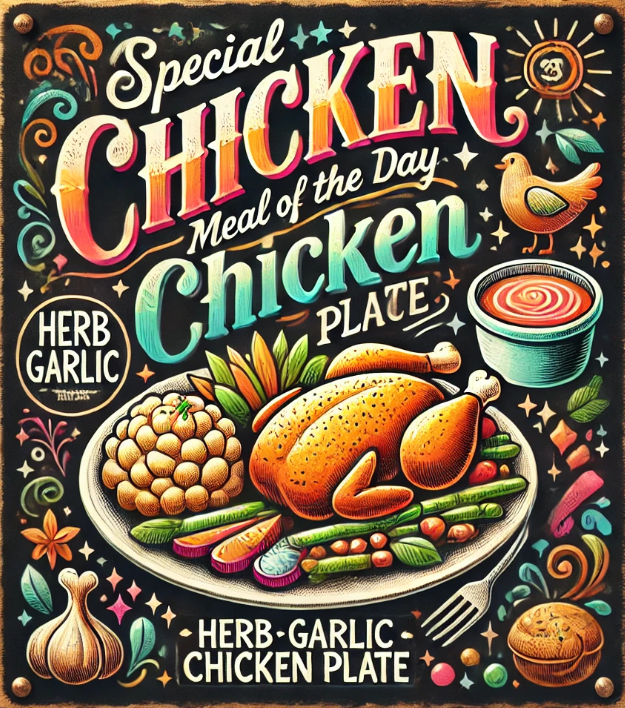 Special
CHICKEN
Meal of the Day
Chicken
PLATE
HERB
GARLIC
HERB·GARLIC
CHICKEN PLATE